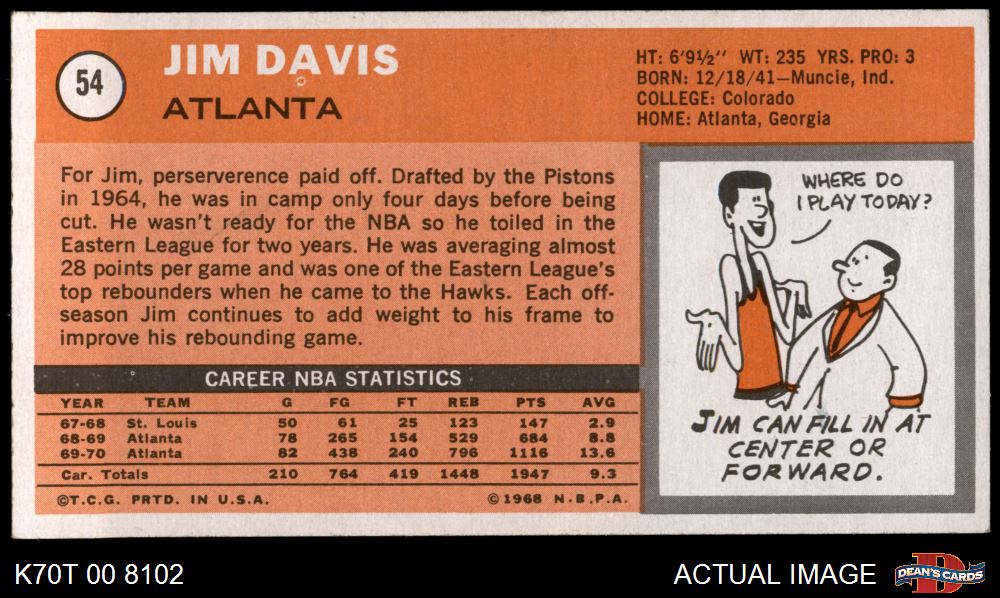 54
JIM DAVIS
ATLANTA
HT: 6'9½" WT: 235 YRS. PRO: 3
BORN: 12/18/41—Muncie, Ind.
COLLEGE: Colorado
HOME: Atlanta, Georgia
For Jim, perserverence paid off. Drafted by the Pistons
in 1964, he was in camp only four days before being
cut. He wasn't ready for the NBA so he toiled in the
Eastern League for two years. He was averaging almost
28 points per game and was one of the Eastern League's
top rebounders when he came to the Hawks. Each off-
season Jim continues to add weight to his frame to
improve his rebounding game.
CAREER NBA STATISTICS
YEAR TEAM G FG FT REB PTS AVG
67-68 St. Louis 50 61 25 123 147 2.9
68-69 Atlanta 78 265 154 529 684 8.8
69-70 Atlanta 82 438 240 796 1116 13.6
Car. Totals 210 764 419 1448 1947 9.3
©T.C.G. PRTD. IN U.S.A. ©1968 N.B.P.A.
WHERE DO
I PLAY TODAY?
JIM CAN FILL IN AT
CENTER OR
FORWARD.
K70T 00 8102
ACTUAL IMAGE
DEAN'S CARDS